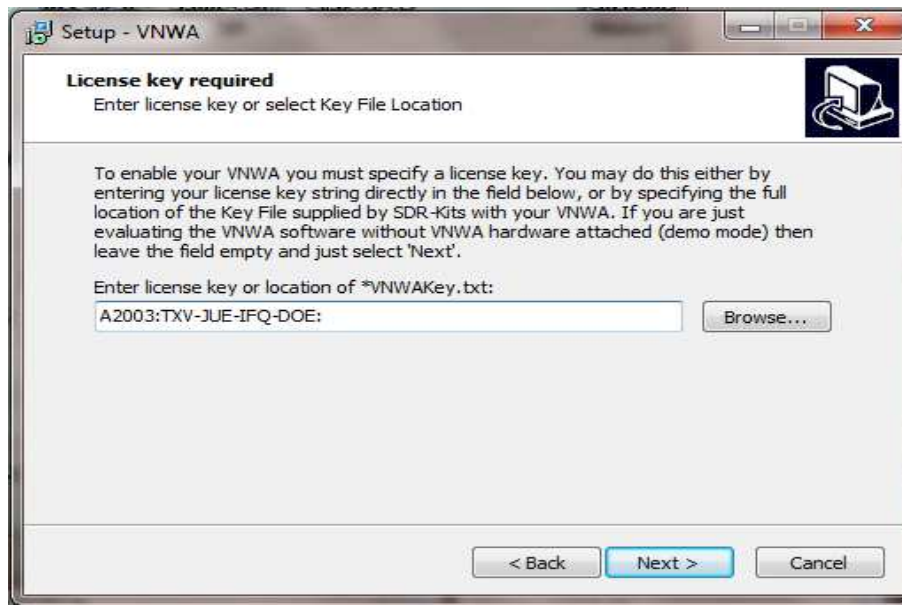 Setup - VNWA
License key required
Enter license key or select Key File Location
To enable your VNWA you must specify a license key. You may do this either by
entering your license key string directly in the field below, or by specifying the full
location of the Key File supplied by SDR-Kits with your VNWA. If you are just
evaluating the VNWA software without VNWA hardware attached (demo mode) then
leave the field empty and just select 'Next'.
Enter license key or location of *VNWAKey.txt:
A2003:TXV-JUE-IFQ-DOE:
Browse...
< Back
Next >
Cancel